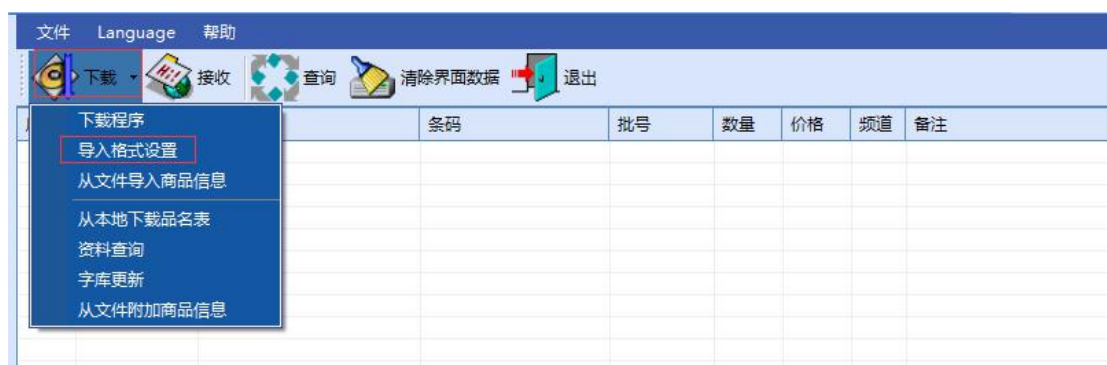 文件 Language 帮助
下载 接收 查询 清除界面数据 退出
条码 批号 数量 价格 频道 备注
下载程序
导入格式设置
从文件导入商品信息
从本地下载品名表
资料查询
字库更新
从文件附加商品信息